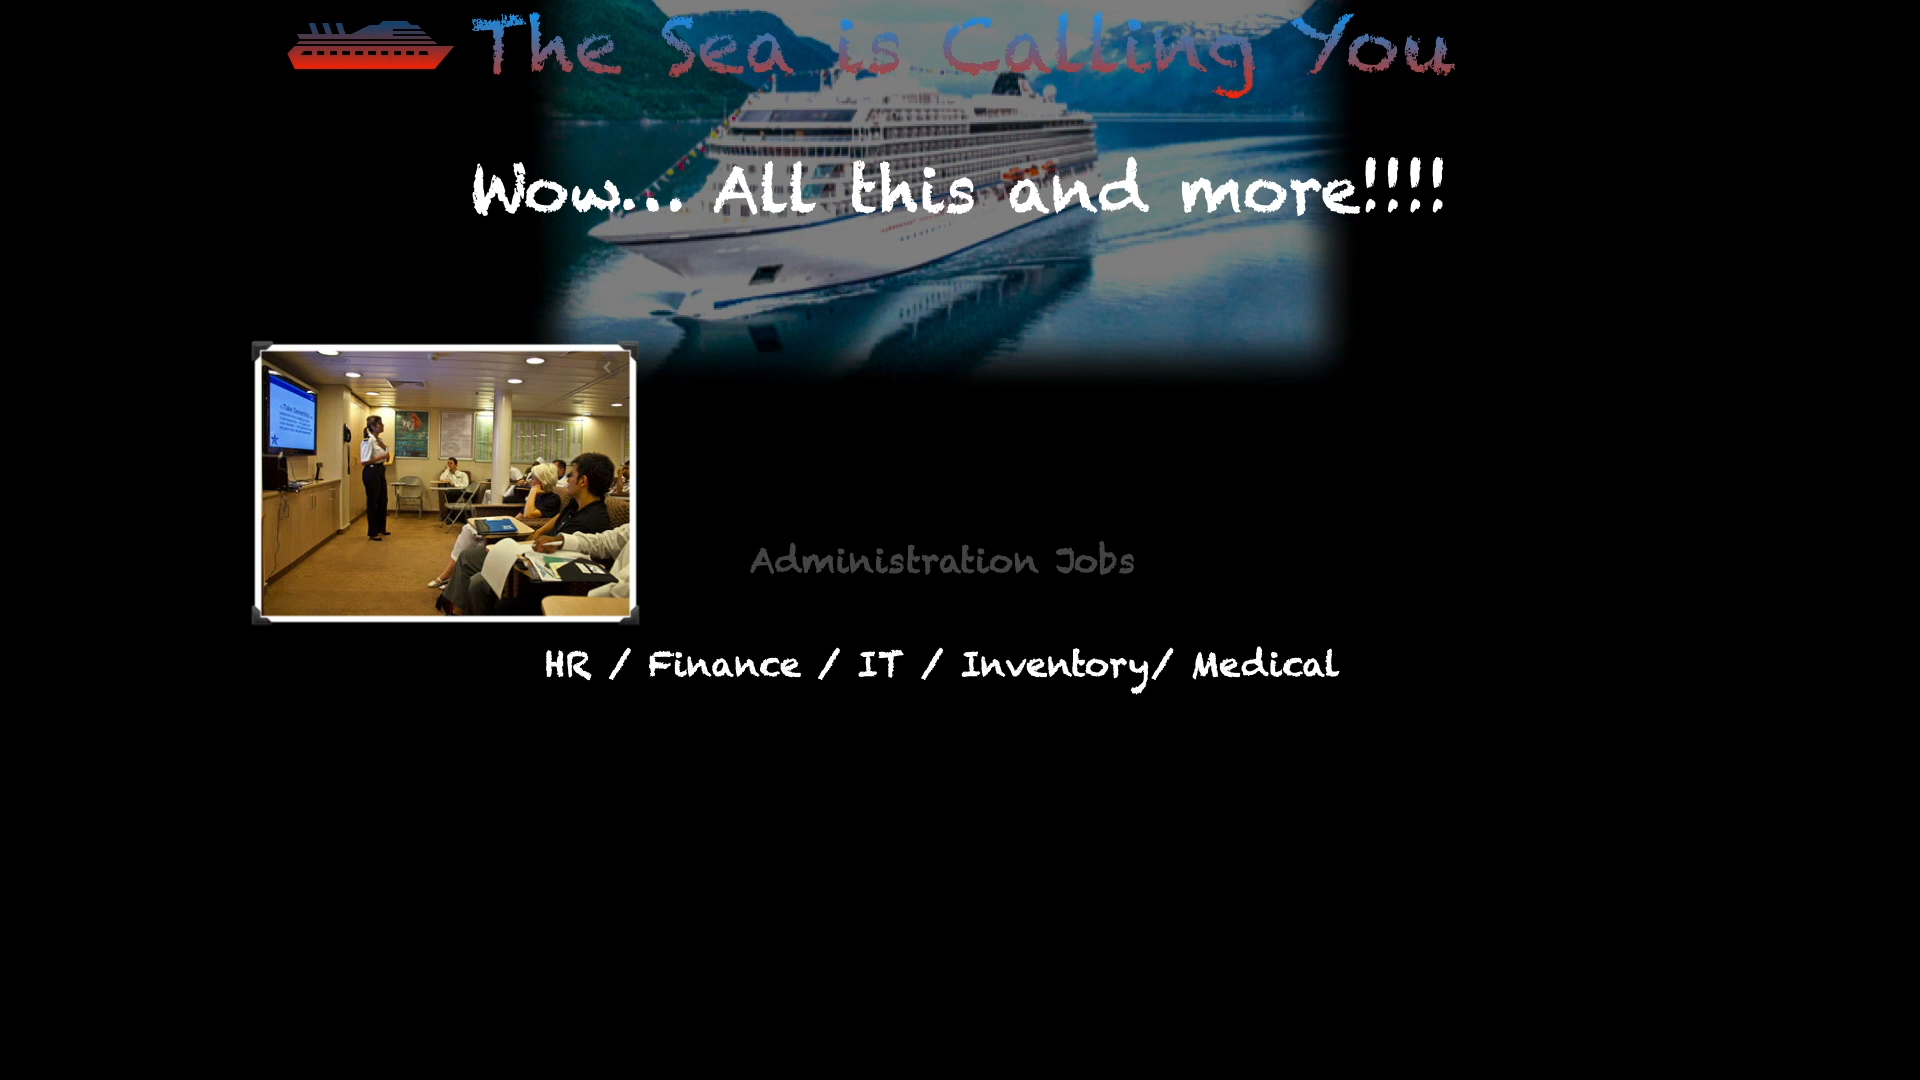 The Sea is Calling You
Wow... All this and more!!!!
Administration Jobs
HR / Finance / IT / Inventory/ Medical